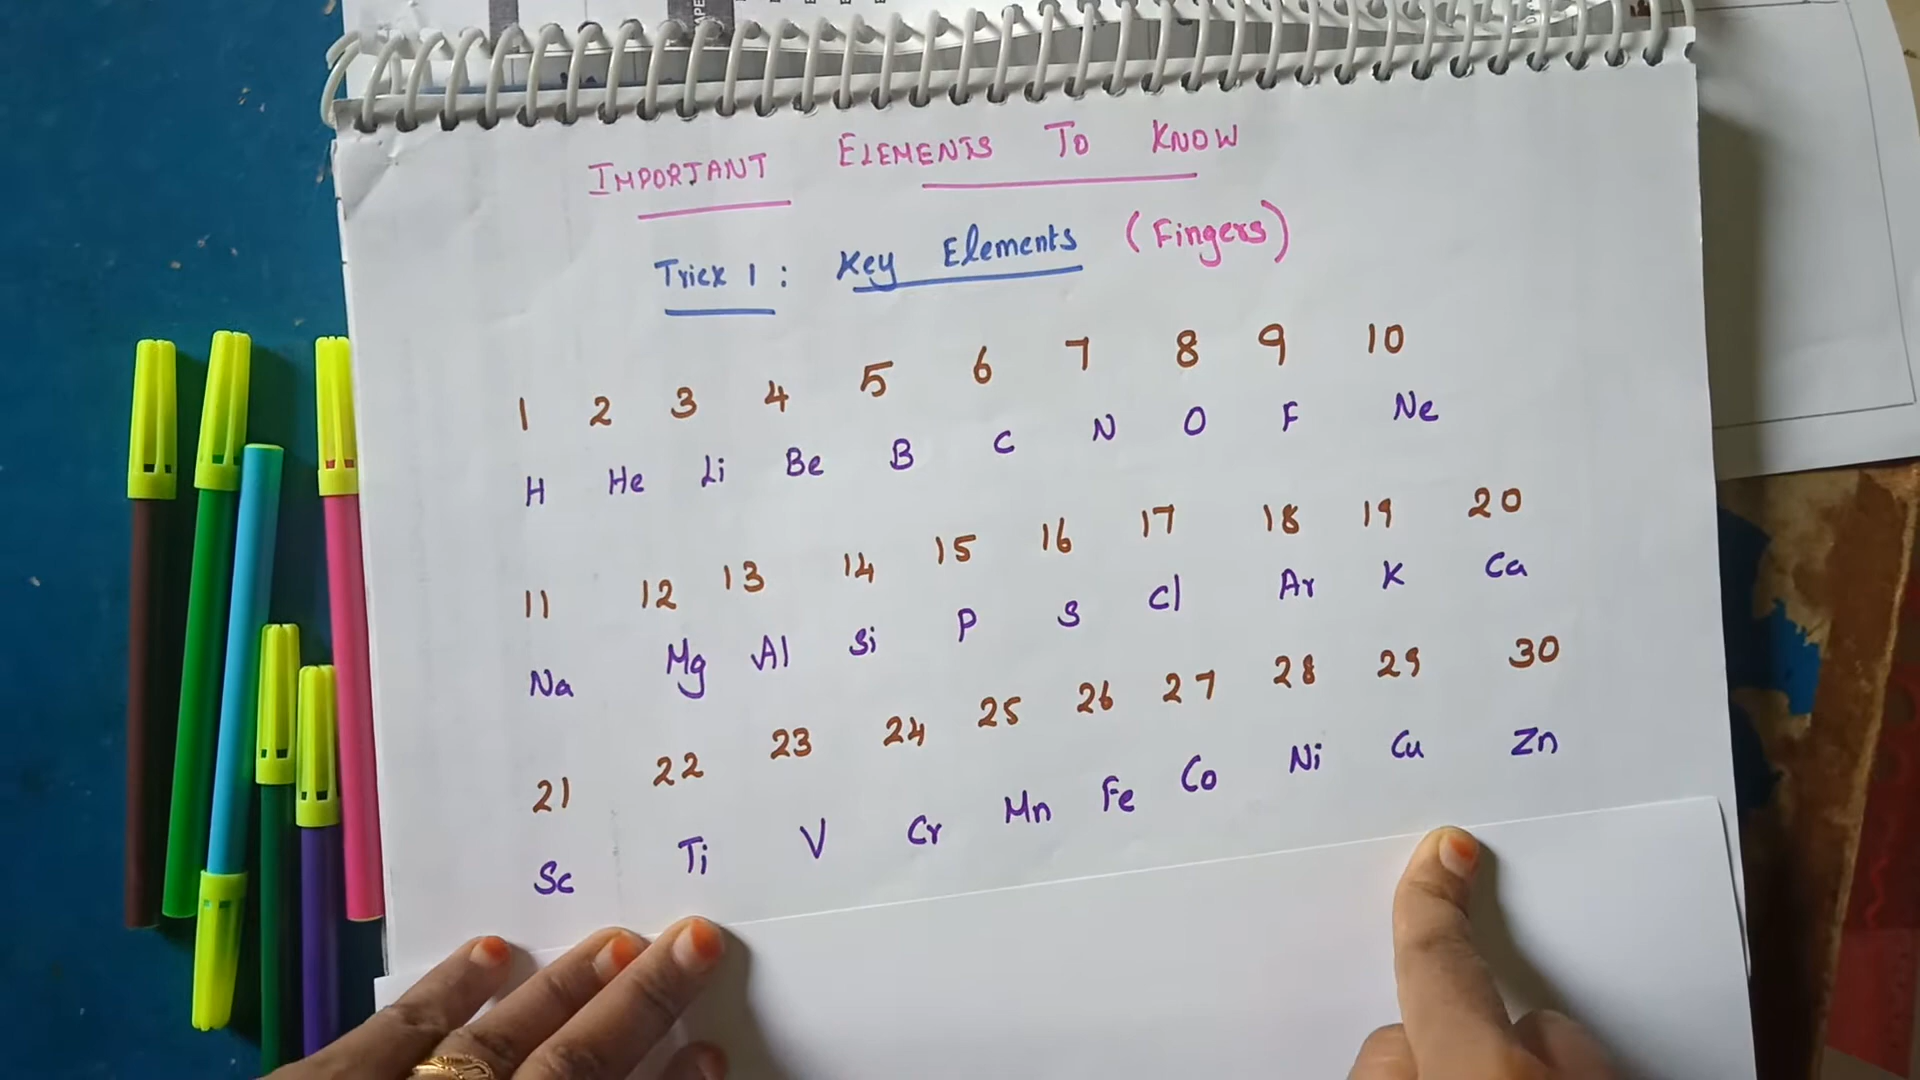 IMPORTANT ELEMENTS TO KNOW
Trick 1 : Key Elements (Fingers)
1 2 3 4 5 6 7 8 9 10
H He Li Be B C N O F Ne
11 12 13 14 15 16 17 18 19 20
Na Mg Al Si P S Cl Ar K Ca
21 22 23 24 25 26 27 28 29 30
Sc Ti V Cr Mn Fe Co Ni Cu Zn